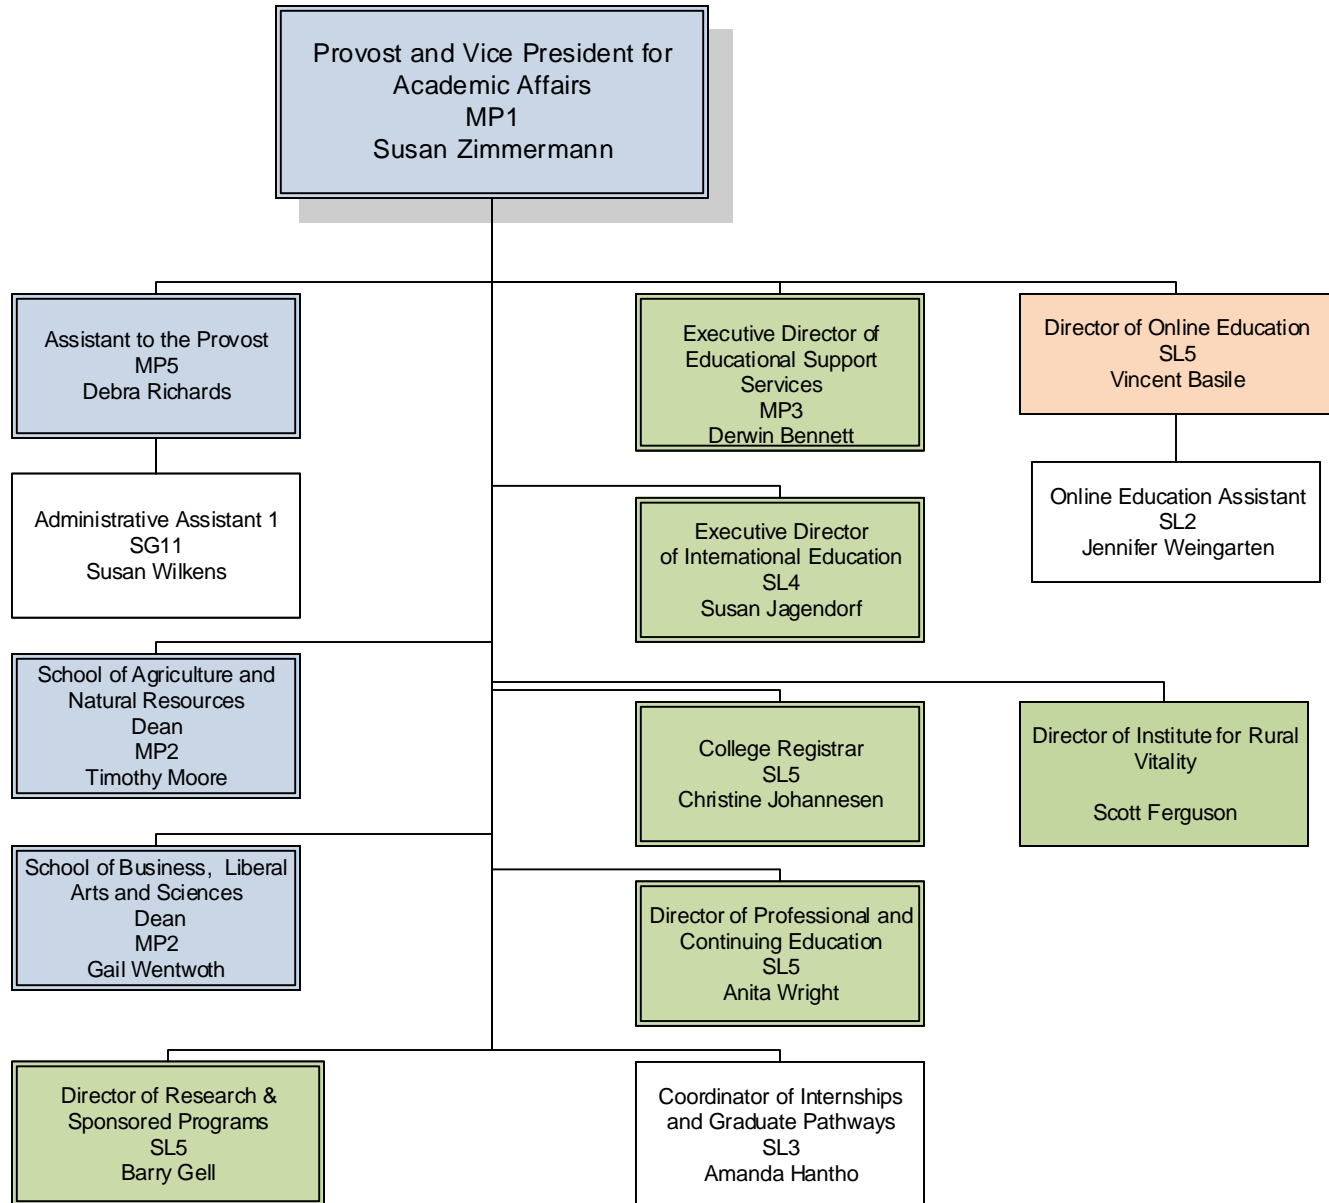 Provost and Vice President for
Academic Affairs
MP1
Susan Zimmermann
Assistant to the Provost
MP5
Debra Richards
Executive Director of
Educational Support
Services
MP3
Derwin Bennett
Director of Online Education
SL5
Vincent Basile
Administrative Assistant 1
SG11
Susan Wilkens
Executive Director
of International Education
SL4
Susan Jagendorf
Online Education Assistant
SL2
Jennifer Weingarten
School of Agriculture and
Natural Resources
Dean
MP2
Timothy Moore
College Registrar
SL5
Christine Johannesen
Director of Institute for Rural
Vitality
Scott Ferguson
School of Business, Liberal
Arts and Sciences
Dean
MP2
Gail Wentwoth
Director of Professional and
Continuing Education
SL5
Anita Wright
Director of Research &
Sponsored Programs
SL5
Barry Gell
Coordinator of Internships
and Graduate Pathways
SL3
Amanda Hantho